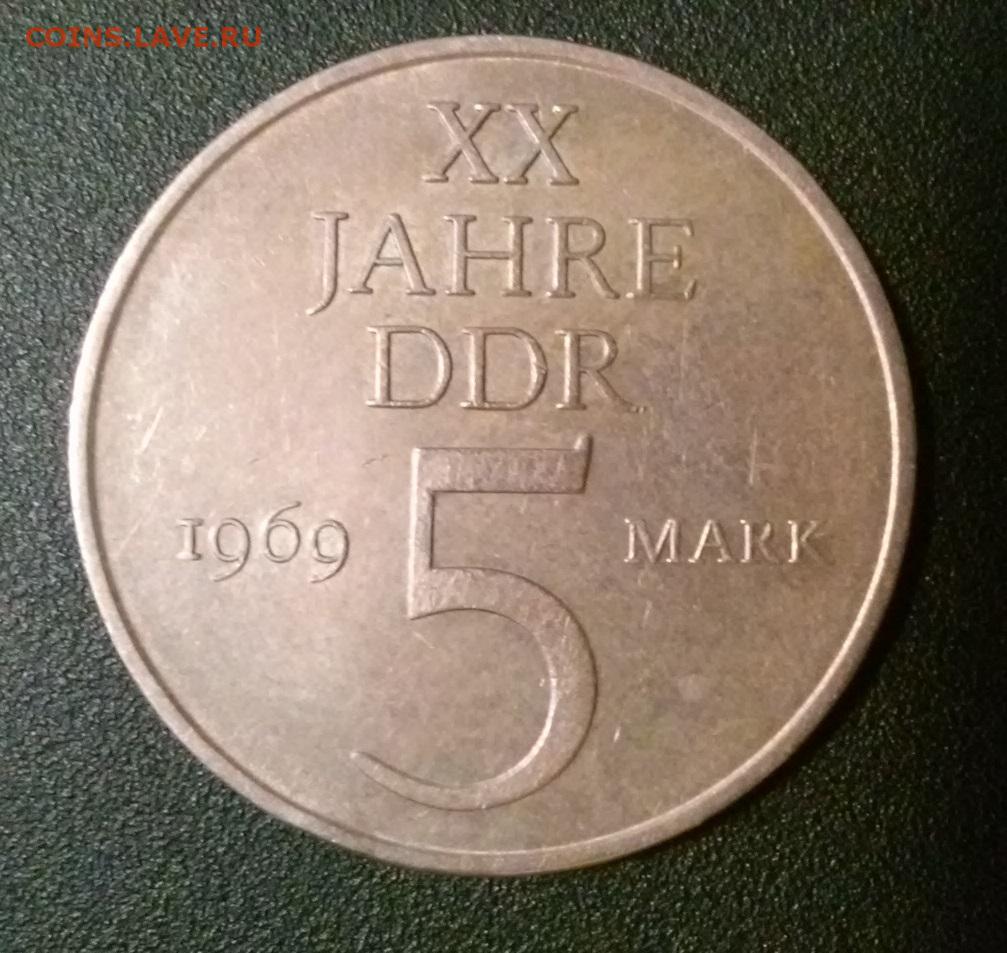 COINS.LAVE.RU
XX
JAHRE
DDR
1969 5 MARK